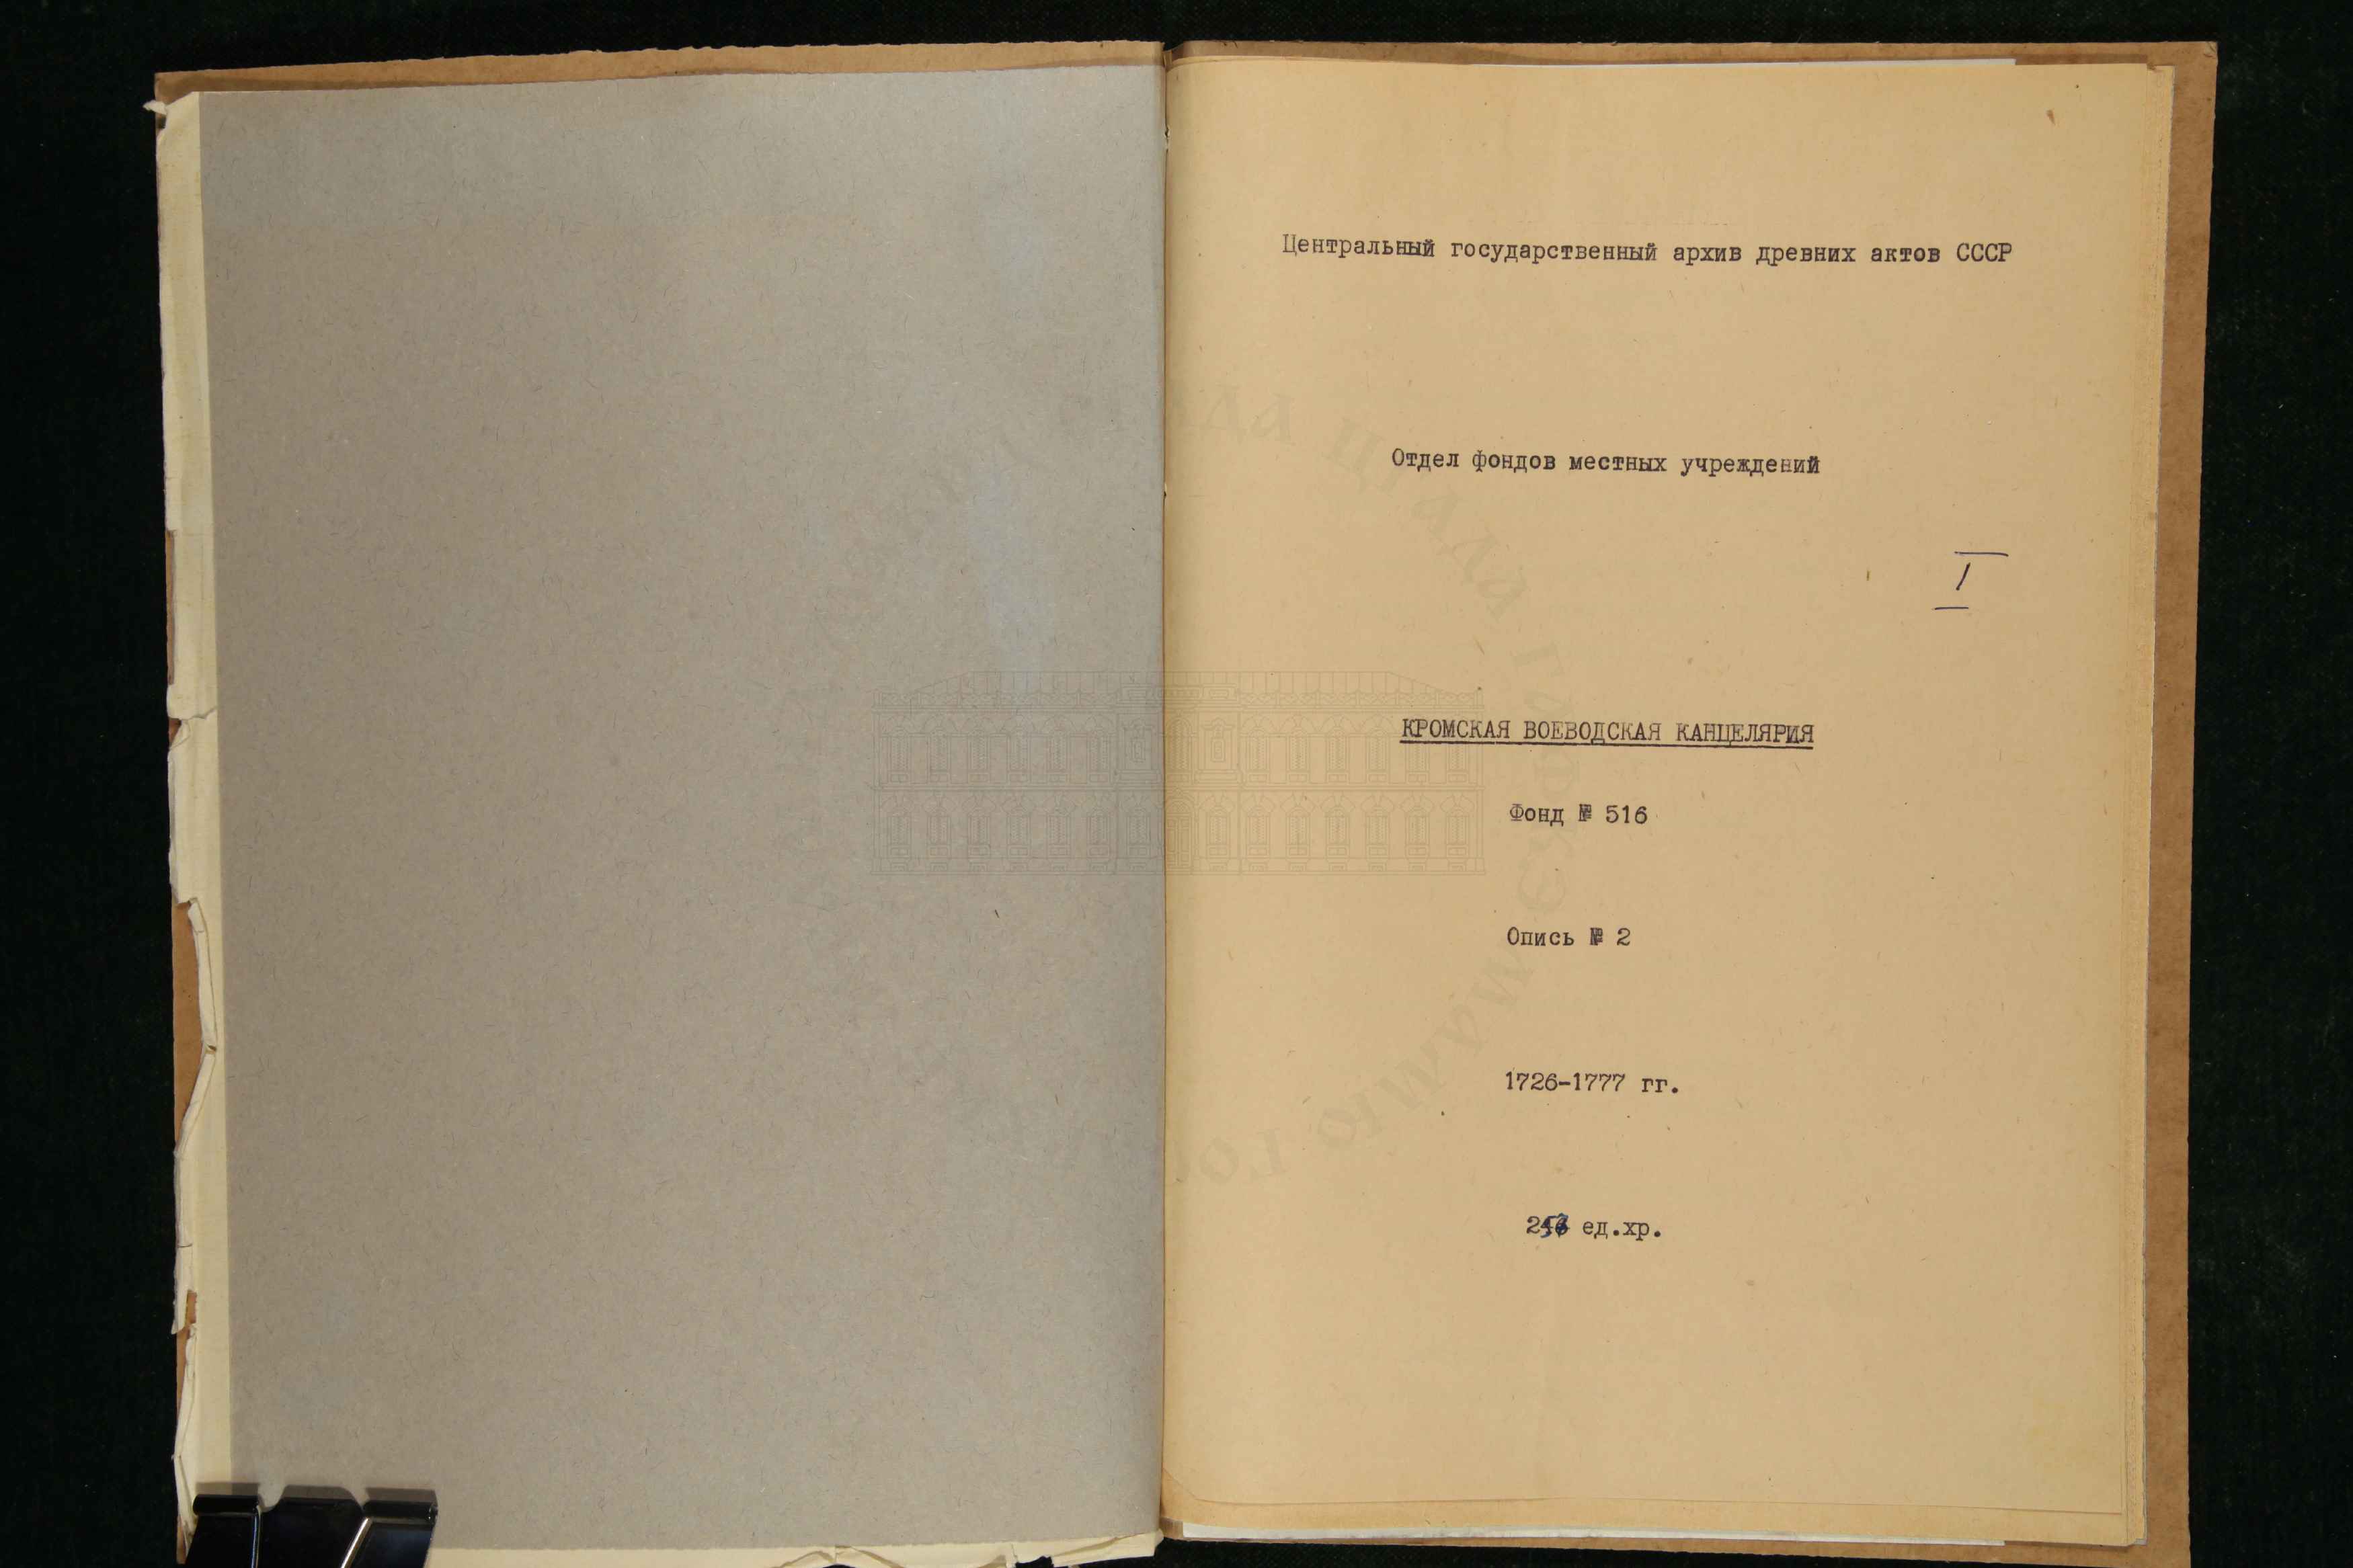 Центральный государственный архив древних актов СССР
Отдел фондов местных учреждений
I
КРОМСКАЯ ВОЕВОДСКАЯ КАНЦЕЛЯРИЯ
Фонд № 516
Опись № 2
1726-1777 гг.
ед.хр.